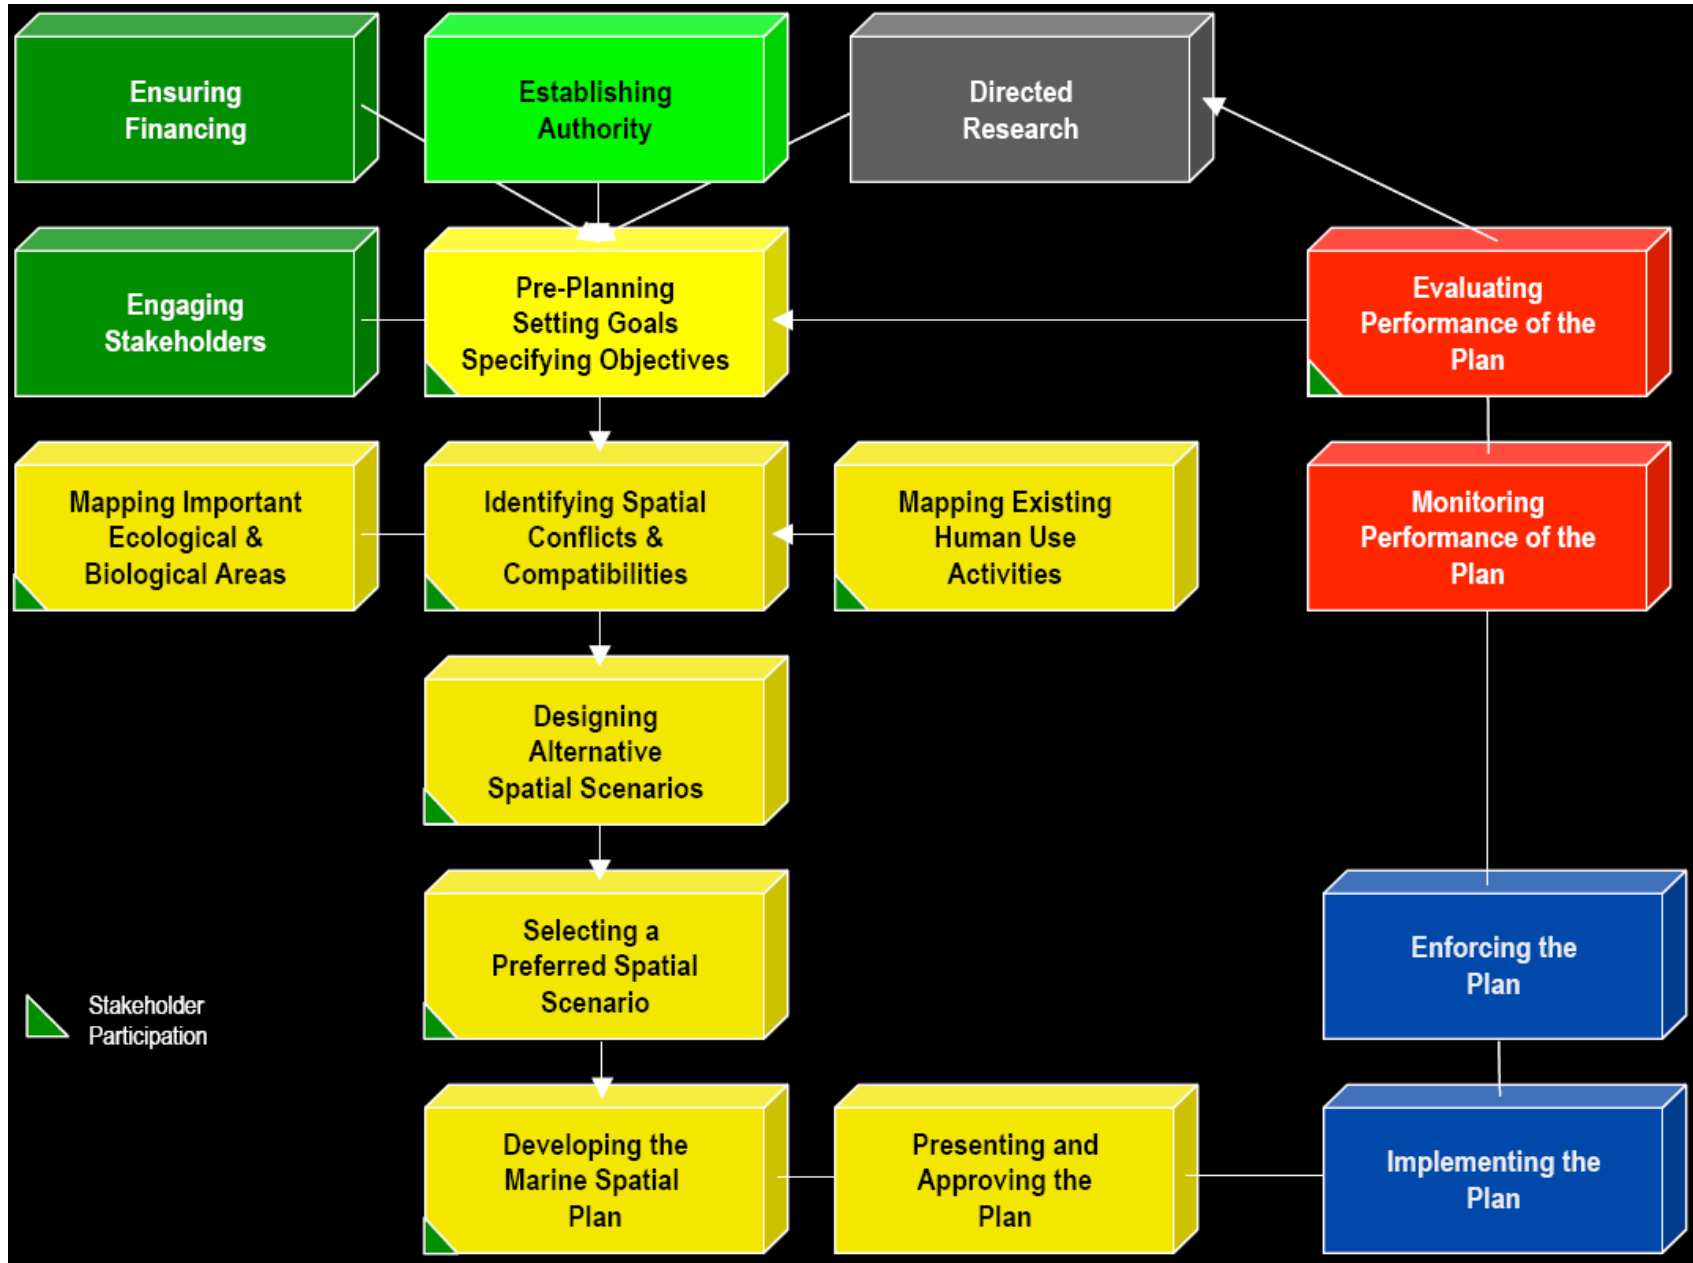 Ensuring
Financing
Establishing
Authority
Directed
Research
Engaging
Stakeholders
Pre-Planning
Setting Goals
Specifying Objectives
Evaluating
Performance of the
Plan
Mapping Important
Ecological &
Biological Areas
Identifying Spatial
Conflicts &
Compatibilities
Mapping Existing
Human Use
Activities
Monitoring
Performance of the
Plan
Designing
Alternative
Spatial Scenarios
Selecting a
Preferred Spatial
Scenario
Enforcing the
Plan
Stakeholder
Participation
Developing the
Marine Spatial
Plan
Presenting and
Approving the
Plan
Implementing the
Plan